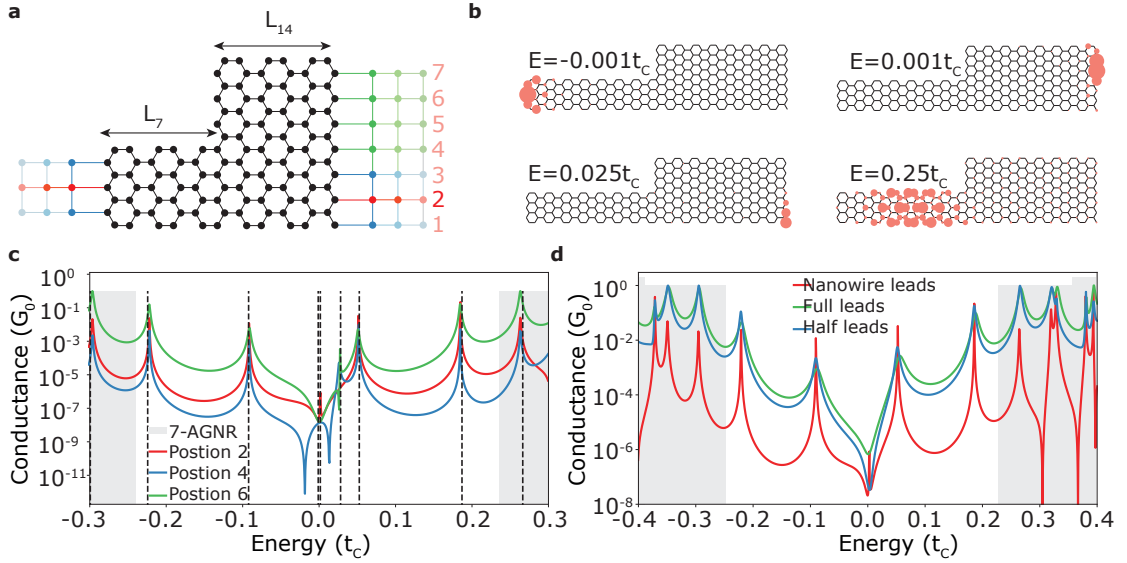 a
L14
L7
7
6
5
4
3
2
1
b
E=-0.001tC
E=0.001tC
E=0.025tC
E=0.25tC
c
Conductance (G0)
10^0
10^-1
10^-3
10^-5
10^-7
10^-9
10^-11
7-AGNR
Postion 2
Postion 4
Postion 6
-0.3 -0.2 -0.1 0.0 0.1 0.2 0.3
Energy (tC)
d
Conductance (G0)
10^0
10^-2
10^-4
10^-6
10^-8
Nanowire leads
Full leads
Half leads
-0.4 -0.3 -0.2 -0.1 0.0 0.1 0.2 0.3 0.4
Energy (tC)